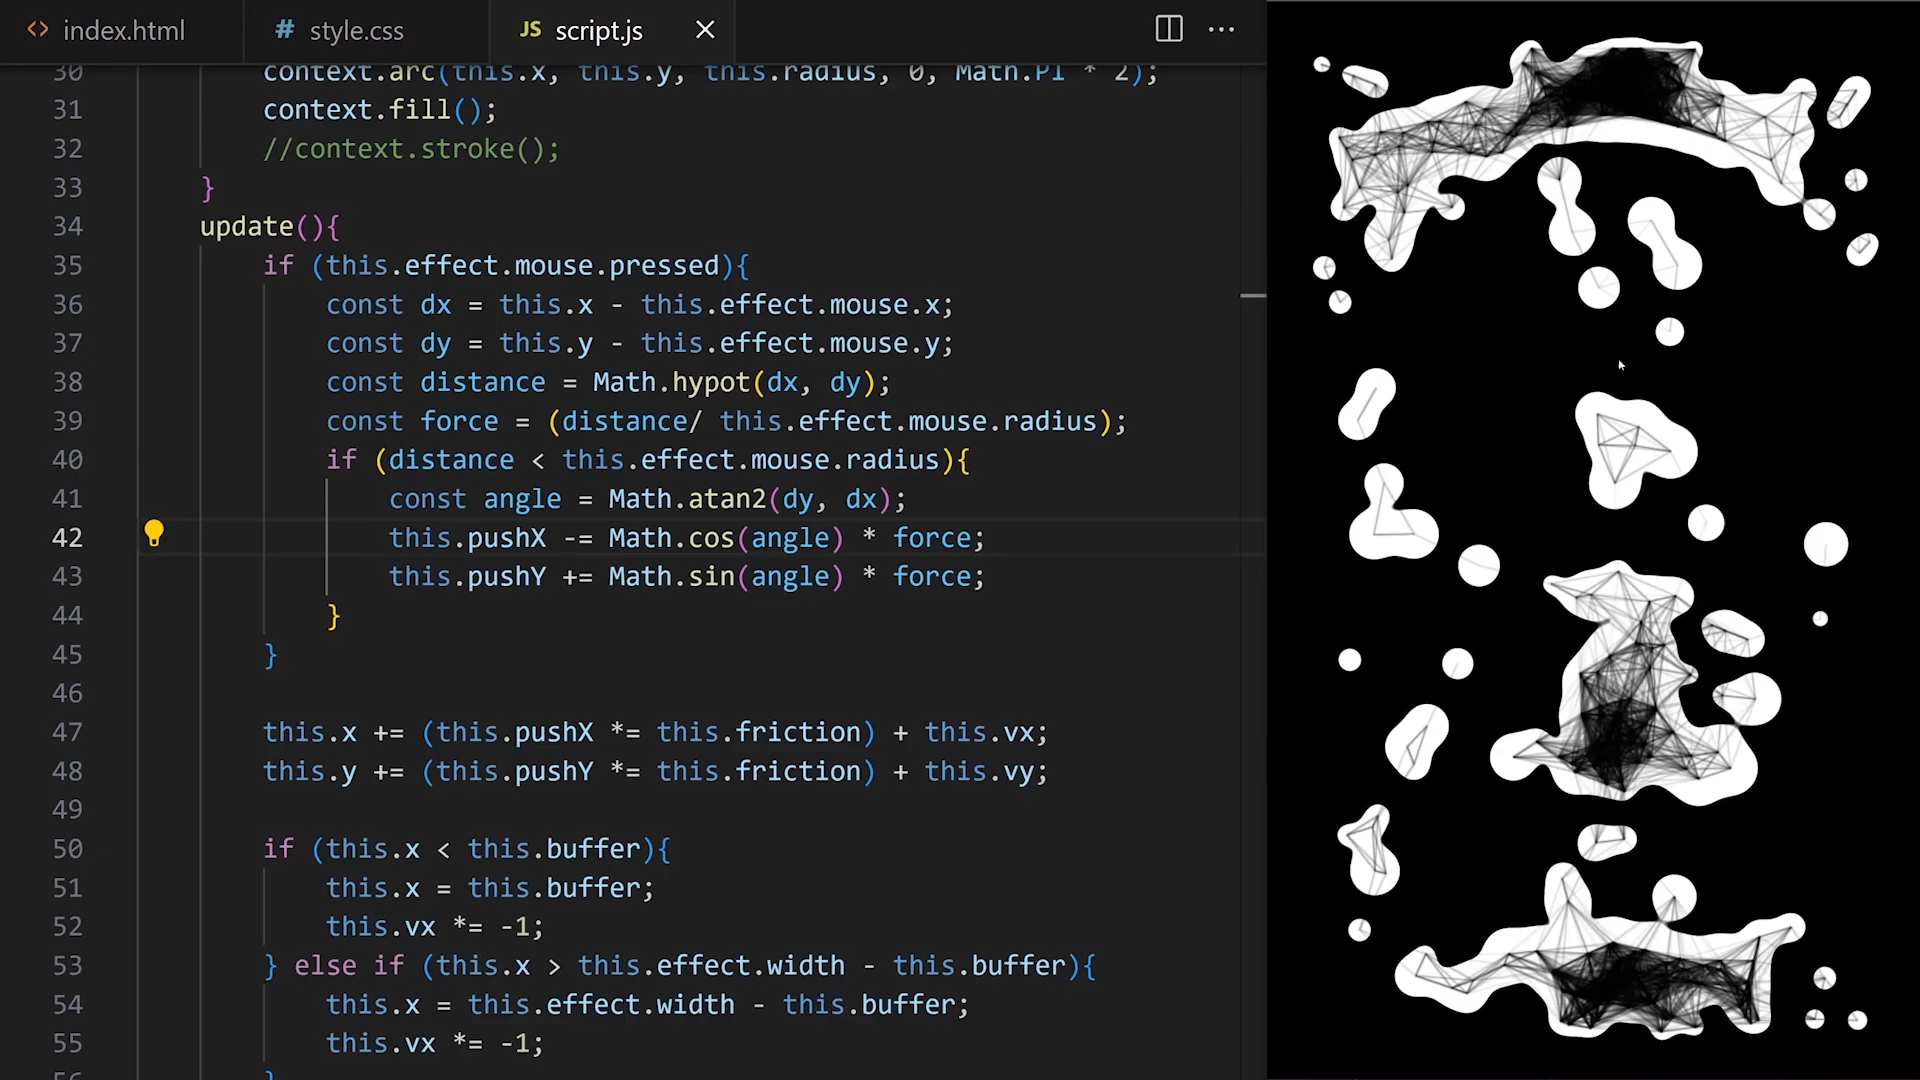 <> index.html
# style.css
JS script.js
30 context.arc(this.x, this.y, this.radius, 0, Math.PI * 2);
31 context.fill();
32 //context.stroke();
33 }
34 update(){
35 if (this.effect.mouse.pressed){
36 const dx = this.x - this.effect.mouse.x;
37 const dy = this.y - this.effect.mouse.y;
38 const distance = Math.hypot(dx, dy);
39 const force = (distance/ this.effect.mouse.radius);
40 if (distance < this.effect.mouse.radius){
41 const angle = Math.atan2(dy, dx);
42 this.pushX -= Math.cos(angle) * force;
43 this.pushY += Math.sin(angle) * force;
44 }
45 }
46
47 this.x += (this.pushX *= this.friction) + this.vx;
48 this.y += (this.pushY *= this.friction) + this.vy;
49
50 if (this.x < this.buffer){
51 this.x = this.buffer;
52 this.vx *= -1;
53 } else if (this.x > this.effect.width - this.buffer){
54 this.x = this.effect.width - this.buffer;
55 this.vx *= -1;
56 }